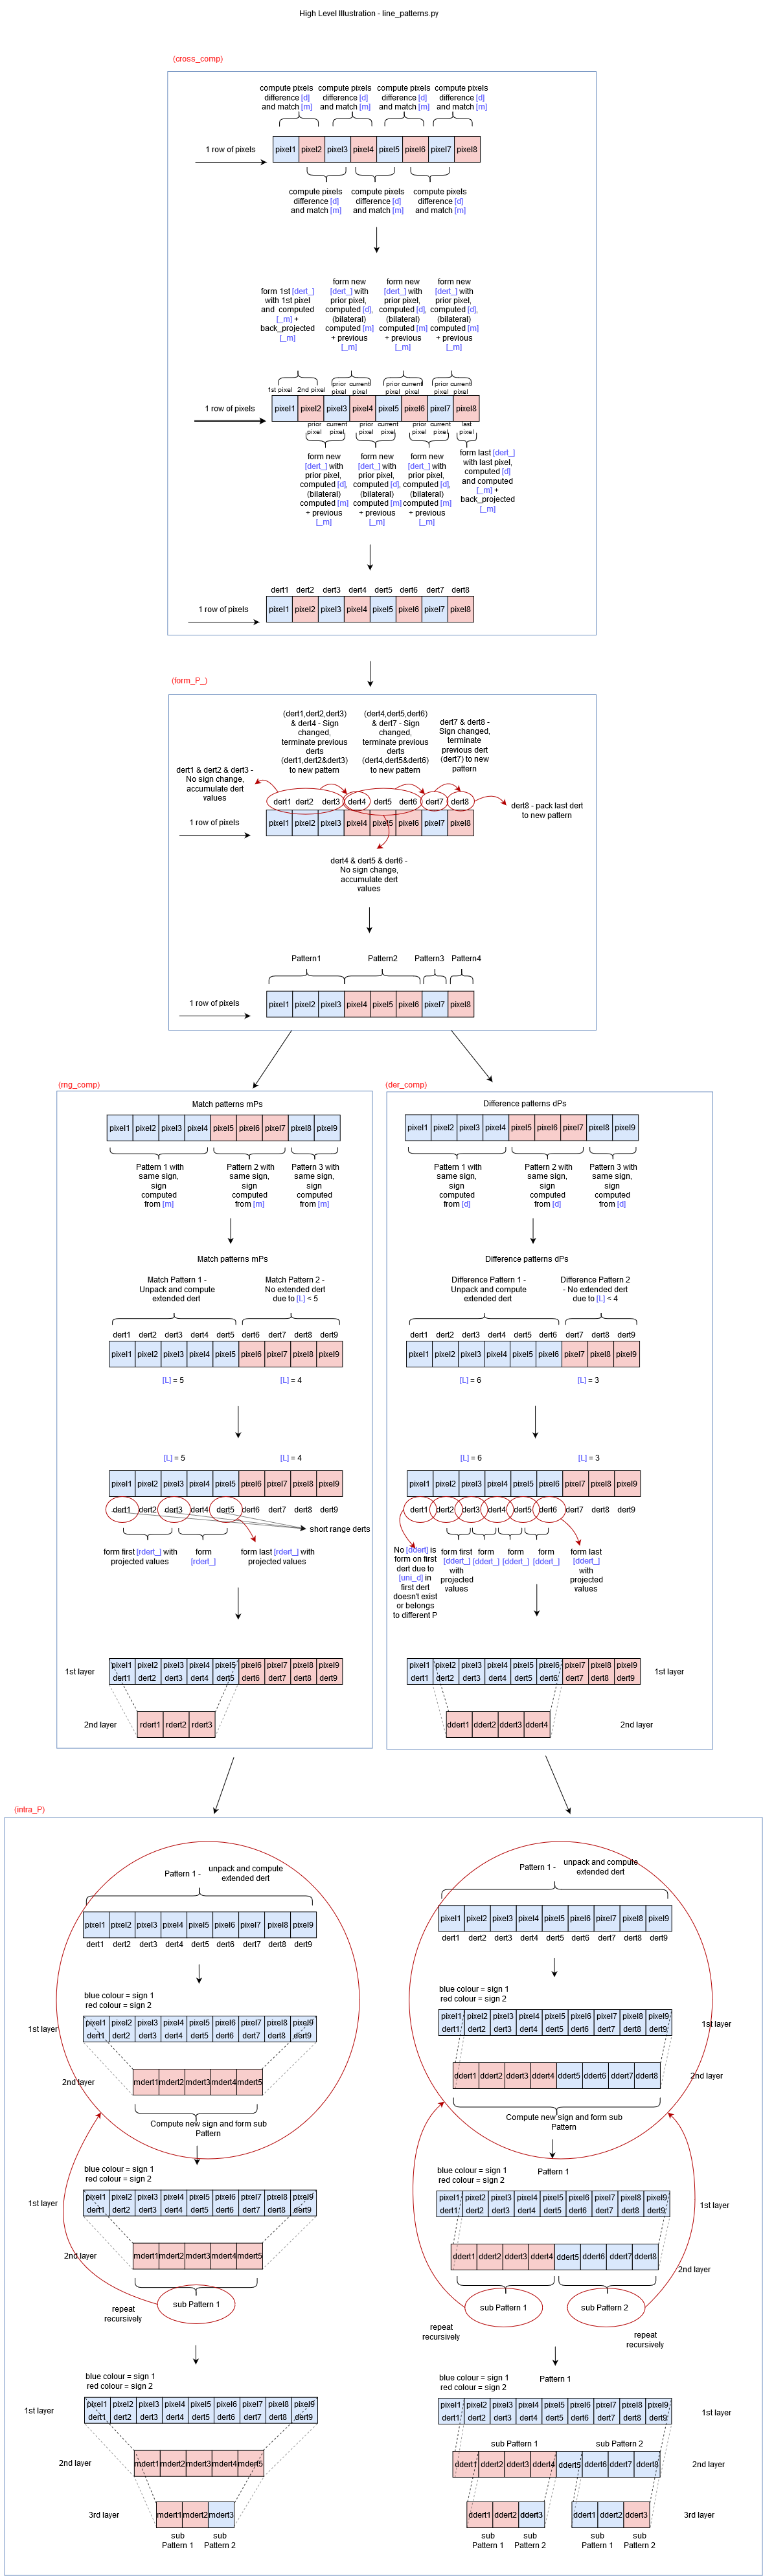 High Level Illustration - line_patterns.py
(cross_comp)
compute pixels difference [d] and match [m]
compute pixels difference [d] and match [m]
compute pixels difference [d] and match [m]
compute pixels difference [d] and match [m]
1 row of pixels
pixel1 pixel2 pixel3 pixel4 pixel5 pixel6 pixel7 pixel8
compute pixels difference [d] and match [m]
compute pixels difference [d] and match [m]
compute pixels difference [d] and match [m]
form 1st [dert_] with 1st pixel and computed [_m] + back_projected [_m]
form new [dert_] with prior pixel, computed [d], (bilateral) computed [m] + previous [_m]
form new [dert_] with prior pixel, computed [d], (bilateral) computed [m] + previous [_m]
form new [dert_] with prior pixel, computed [d], (bilateral) computed [m] + previous [_m]
1st pixel 2nd pixel prior pixel current pixel prior pixel current pixel prior pixel current pixel
1 row of pixels
pixel1 pixel2 pixel3 pixel4 pixel5 pixel6 pixel7 pixel8
prior pixel current pixel prior pixel current pixel prior pixel current pixel last pixel
form new [dert_] with prior pixel, computed [d], (bilateral) computed [m] + previous [_m]
form new [dert_] with prior pixel, computed [d], (bilateral) computed [m] + previous [_m]
form new [dert_] with prior pixel, computed [d], (bilateral) computed [m] + previous [_m]
form last [dert_] with last pixel, computed [d] and computed [_m] + back_projected [_m]
dert1 dert2 dert3 dert4 dert5 dert6 dert7 dert8
1 row of pixels
pixel1 pixel2 pixel3 pixel4 pixel5 pixel6 pixel7 pixel8
(form_P_)
(dert1,dert2,dert3) & dert4 - Sign changed, terminate previous derts (dert1,dert2&dert3) to new pattern
(dert4,dert5,dert6) & dert7 - Sign changed, terminate previous derts (dert4,dert5&dert6) to new pattern
dert7 & dert8 - Sign changed, terminate previous dert (dert7) to new pattern
dert1 & dert2 & dert3 - No sign change, accumulate dert values
dert1 dert2 dert3 dert4 dert5 dert6 dert7 dert8
dert8 - pack last dert to new pattern
1 row of pixels
pixel1 pixel2 pixel3 pixel4 pixel5 pixel6 pixel7 pixel8
dert4 & dert5 & dert6 - No sign change, accumulate dert values
Pattern1 Pattern2 Pattern3 Pattern4
1 row of pixels
pixel1 pixel2 pixel3 pixel4 pixel5 pixel6 pixel7 pixel8
(rng_comp)
Match patterns mPs
pixel1 pixel2 pixel3 pixel4 pixel5 pixel6 pixel7 pixel8 pixel9
Pattern 1 with same sign, sign computed from [m]
Pattern 2 with same sign, sign computed from [m]
Pattern 3 with same sign, sign computed from [m]
Match patterns mPs
Match Pattern 1 - Unpack and compute extended dert
Match Pattern 2 - No extended dert due to [L] < 5
dert1 dert2 dert3 dert4 dert5 dert6 dert7 dert8 dert9
pixel1 pixel2 pixel3 pixel4 pixel5 pixel6 pixel7 pixel8 pixel9
[L] = 5 [L] = 4
[L] = 5 [L] = 4
pixel1 pixel2 pixel3 pixel4 pixel5 pixel6 pixel7 pixel8 pixel9
dert1 dert2 dert3 dert4 dert5 dert6 dert7 dert8 dert9
short range derts
form first [rdert_] with projected values
form [rdert_]
form last [rdert_] with projected values
1st layer
pixel1 pixel2 pixel3 pixel4 pixel5 pixel6 pixel7 pixel8 pixel9
dert1 dert2 dert3 dert4 dert5 dert6 dert7 dert8 dert9
2nd layer
rdert1 rdert2 rdert3
(der_comp)
Difference patterns dPs
pixel1 pixel2 pixel3 pixel4 pixel5 pixel6 pixel7 pixel8 pixel9
Pattern 1 with same sign, sign computed from [d]
Pattern 2 with same sign, sign computed from [d]
Pattern 3 with same sign, sign computed from [d]
Difference patterns dPs
Difference Pattern 1 - Unpack and compute extended dert
Difference Pattern 2 - No extended dert due to [L] < 4
dert1 dert2 dert3 dert4 dert5 dert6 dert7 dert8 dert9
pixel1 pixel2 pixel3 pixel4 pixel5 pixel6 pixel7 pixel8 pixel9
[L] = 6 [L] = 3
[L] = 6 [L] = 3
pixel1 pixel2 pixel3 pixel4 pixel5 pixel6 pixel7 pixel8 pixel9
dert1 dert2 dert3 dert4 dert5 dert6 dert7 dert8 dert9
No [ddert] is form on first dert due to [uni_d] in first dert doesn't exist or belongs to different P
form first [ddert_] with projected values
form [ddert_]
form [ddert_]
form [ddert_]
form last [ddert_] with projected values
pixel1 pixel2 pixel3 pixel4 pixel5 pixel6 pixel7 pixel8 pixel9
dert1 dert2 dert3 dert4 dert5 dert6 dert7 dert8 dert9
1st layer
ddert1 ddert2 ddert3 ddert4
2nd layer
(intra_P)
Pattern 1 - unpack and compute extended dert
pixel1 pixel2 pixel3 pixel4 pixel5 pixel6 pixel7 pixel8 pixel9
dert1 dert2 dert3 dert4 dert5 dert6 dert7 dert8 dert9
blue colour = sign 1
red colour = sign 2
1st layer
pixel1 pixel2 pixel3 pixel4 pixel5 pixel6 pixel7 pixel8 pixel9
dert1 dert2 dert3 dert4 dert5 dert6 dert7 dert8 dert9
2nd layer
mdert1 mdert2 mdert3 mdert4 mdert5
Compute new sign and form sub Pattern
blue colour = sign 1
red colour = sign 2
1st layer
pixel1 pixel2 pixel3 pixel4 pixel5 pixel6 pixel7 pixel8 pixel9
dert1 dert2 dert3 dert4 dert5 dert6 dert7 dert8 dert9
2nd layer
mdert1 mdert2 mdert3 mdert4 mdert5
sub Pattern 1
repeat recursively
blue colour = sign 1
red colour = sign 2
1st layer
pixel1 pixel2 pixel3 pixel4 pixel5 pixel6 pixel7 pixel8 pixel9
dert1 dert2 dert3 dert4 dert5 dert6 dert7 dert8 dert9
2nd layer
mdert1 mdert2 mdert3 mdert4 mdert5
3rd layer
mdert1 mdert2 mdert3
sub Pattern 1
sub Pattern 2
Pattern 1 - unpack and compute extended dert
pixel1 pixel2 pixel3 pixel4 pixel5 pixel6 pixel7 pixel8 pixel9
dert1 dert2 dert3 dert4 dert5 dert6 dert7 dert8 dert9
blue colour = sign 1
red colour = sign 2
pixel1 pixel2 pixel3 pixel4 pixel5 pixel6 pixel7 pixel8 pixel9
dert1 dert2 dert3 dert4 dert5 dert6 dert7 dert8 dert9
1st layer
ddert1 ddert2 ddert3 ddert4 ddert5 ddert6 ddert7 ddert8
2nd layer
Compute new sign and form sub Pattern
blue colour = sign 1
red colour = sign 2
Pattern 1
pixel1 pixel2 pixel3 pixel4 pixel5 pixel6 pixel7 pixel8 pixel9
dert1 dert2 dert3 dert4 dert5 dert6 dert7 dert8 dert9
1st layer
ddert1 ddert2 ddert3 ddert4 ddert5 ddert6 ddert7 ddert8
2nd layer
sub Pattern 1
sub Pattern 2
repeat recursively
repeat recursively
blue colour = sign 1
red colour = sign 2
Pattern 1
pixel1 pixel2 pixel3 pixel4 pixel5 pixel6 pixel7 pixel8 pixel9
dert1 dert2 dert3 dert4 dert5 dert6 dert7 dert8 dert9
1st layer
sub Pattern 1
sub Pattern 2
ddert1 ddert2 ddert3 ddert4 ddert5 ddert6 ddert7 ddert8
2nd layer
ddert1 ddert2 ddert3
ddert1 ddert2 ddert3
3rd layer
sub Pattern 1
sub Pattern 2
sub Pattern 1
sub Pattern 2